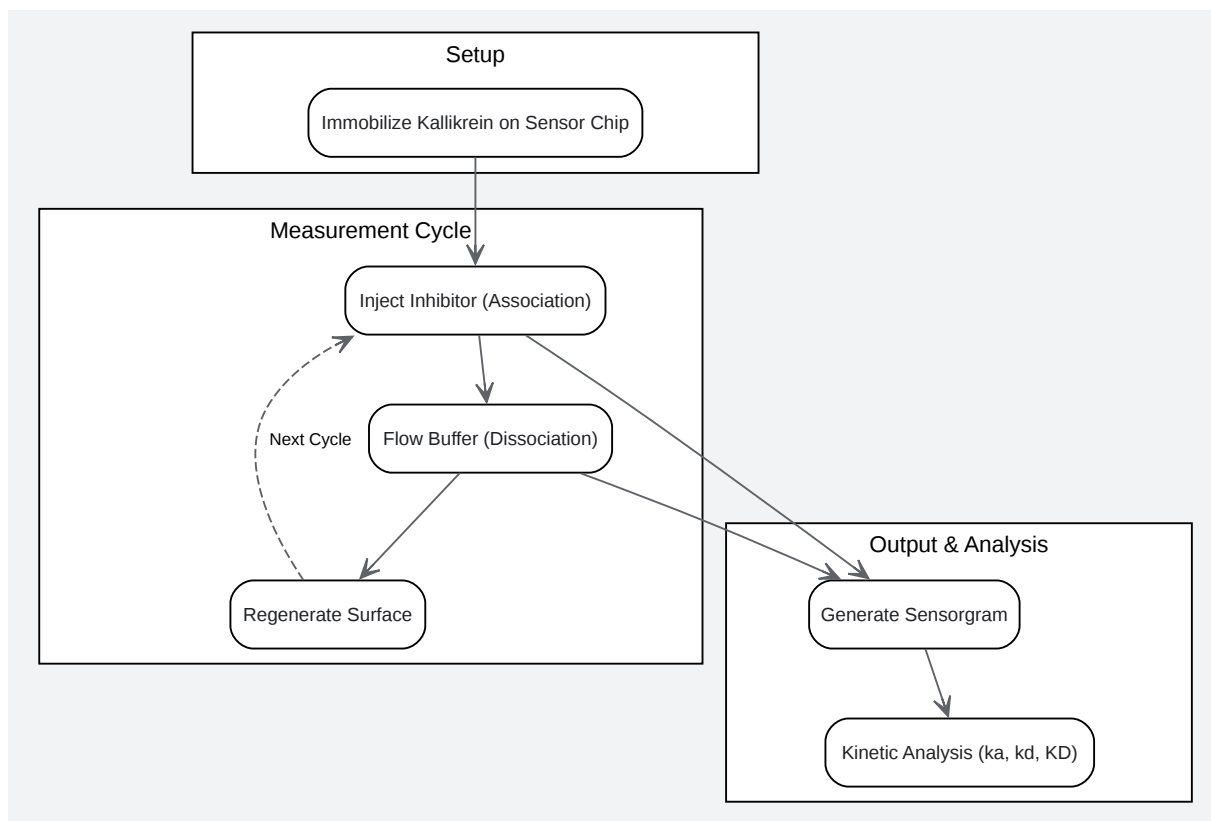 Setup
Immobilize Kallikrein on Sensor Chip
Measurement Cycle
Inject Inhibitor (Association)
Next Cycle
Flow Buffer (Dissociation)
Regenerate Surface
Output & Analysis
Generate Sensorgram
Kinetic Analysis (ka, kd, KD)